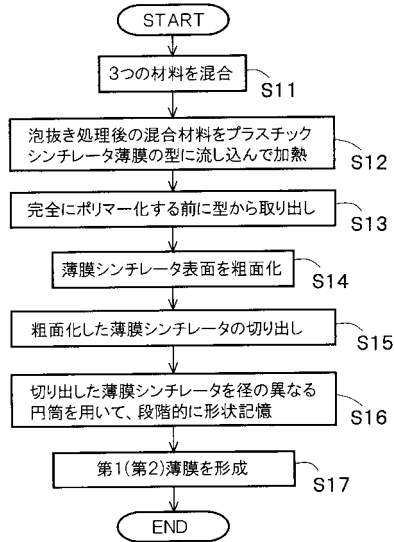 START
3つの材料を混合
S11
泡抜き処理後の混合材料をプラスチック
シンチレータ薄膜の型に流し込んで加熱
S12
完全にポリマー化する前に型から取り出し
S13
薄膜シンチレータ表面を粗面化
S14
粗面化した薄膜シンチレータの切り出し
S15
切り出した薄膜シンチレータを径の異なる
円筒を用いて、段階的に形状記憶
S16
第1(第2)薄膜を形成
S17
END